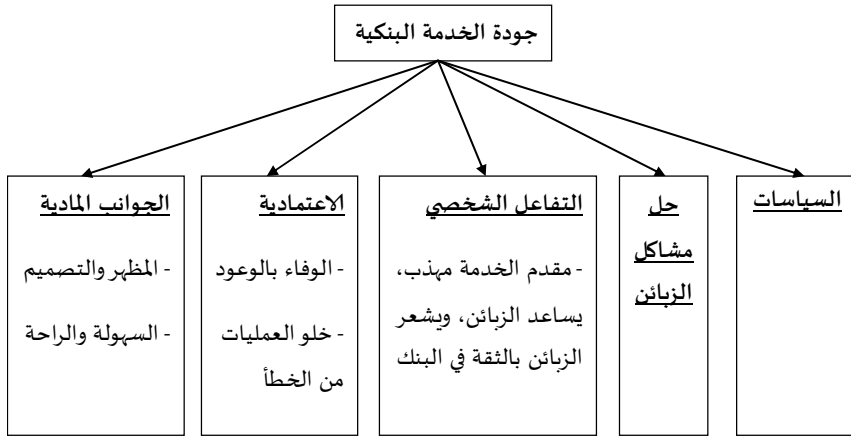 جودة الخدمة البنكية
السياسات
حل
مشاكل
الزبائن
التفاعل الشخصي
- مقدم الخدمة مهذب،
يساعد الزبائن، ويشعر
الزبائن بالثقة في البنك
الاعتمادية
- الوفاء بالوعود
- خلو العمليات
من الخطأ
الجوانب المادية
- المظهر والتصميم
- السهولة والراحة